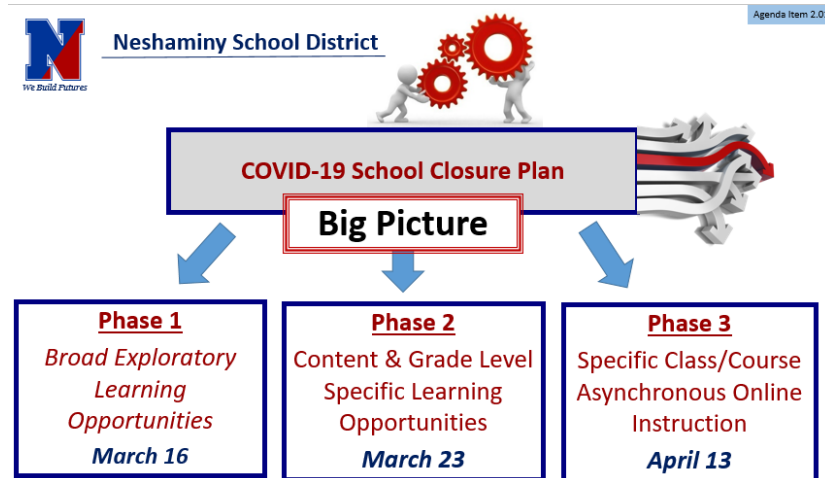 Agenda Item 2.01
Neshaminy School District
N
We Build Futures
COVID-19 School Closure Plan
Big Picture
Phase 1
Broad Exploratory
Learning
Opportunities
March 16
Phase 2
Content & Grade Level
Specific Learning
Opportunities
March 23
Phase 3
Specific Class/Course
Asynchronous Online
Instruction
April 13